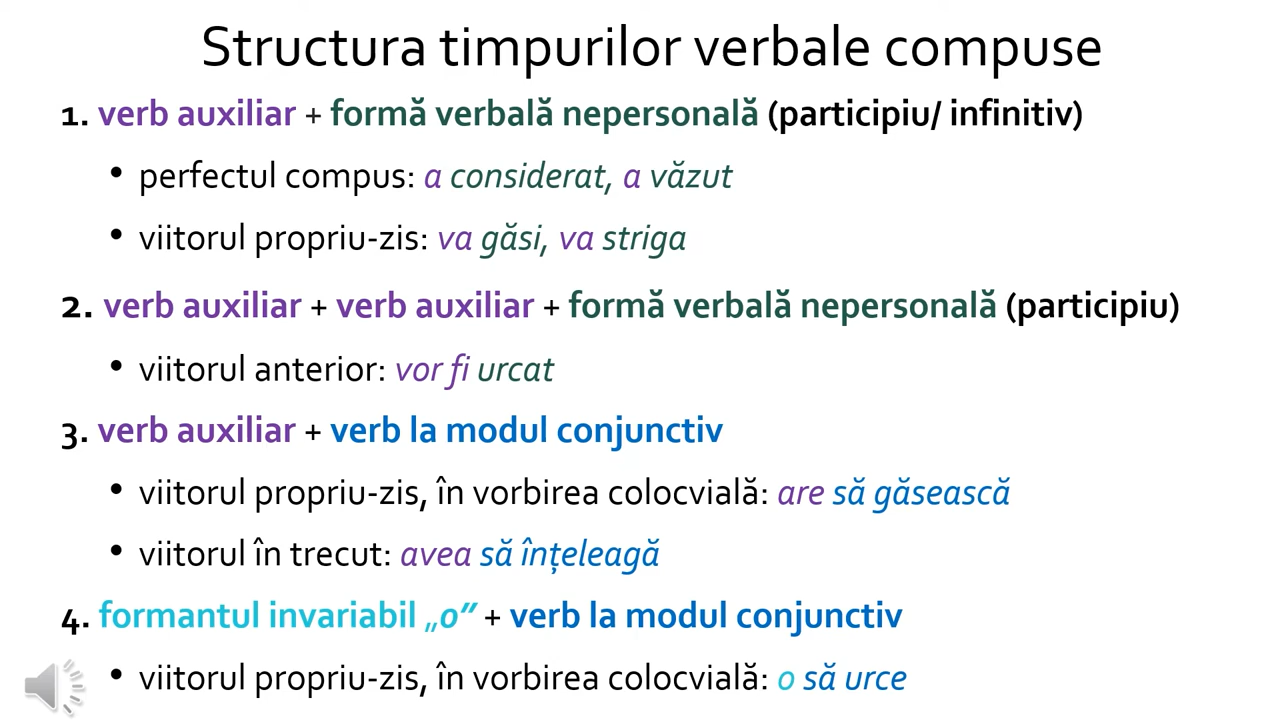 Structura timpurilor verbale compuse
1. verb auxiliar + formă verbală nepersonală (participiu/ infinitiv)
• perfectul compus: a considerat, a văzut
• viitorul propriu-zis: va găsi, va striga
2. verb auxiliar + verb auxiliar + formă verbală nepersonală (participiu)
• viitorul anterior: vor fi urcat
3. verb auxiliar + verb la modul conjunctiv
• viitorul propriu-zis, în vorbirea colocvială: are să găsească
• viitorul în trecut: avea să înțeleagă
4. formantul invariabil „o” + verb la modul conjunctiv
• viitorul propriu-zis, în vorbirea colocvială: o să urce